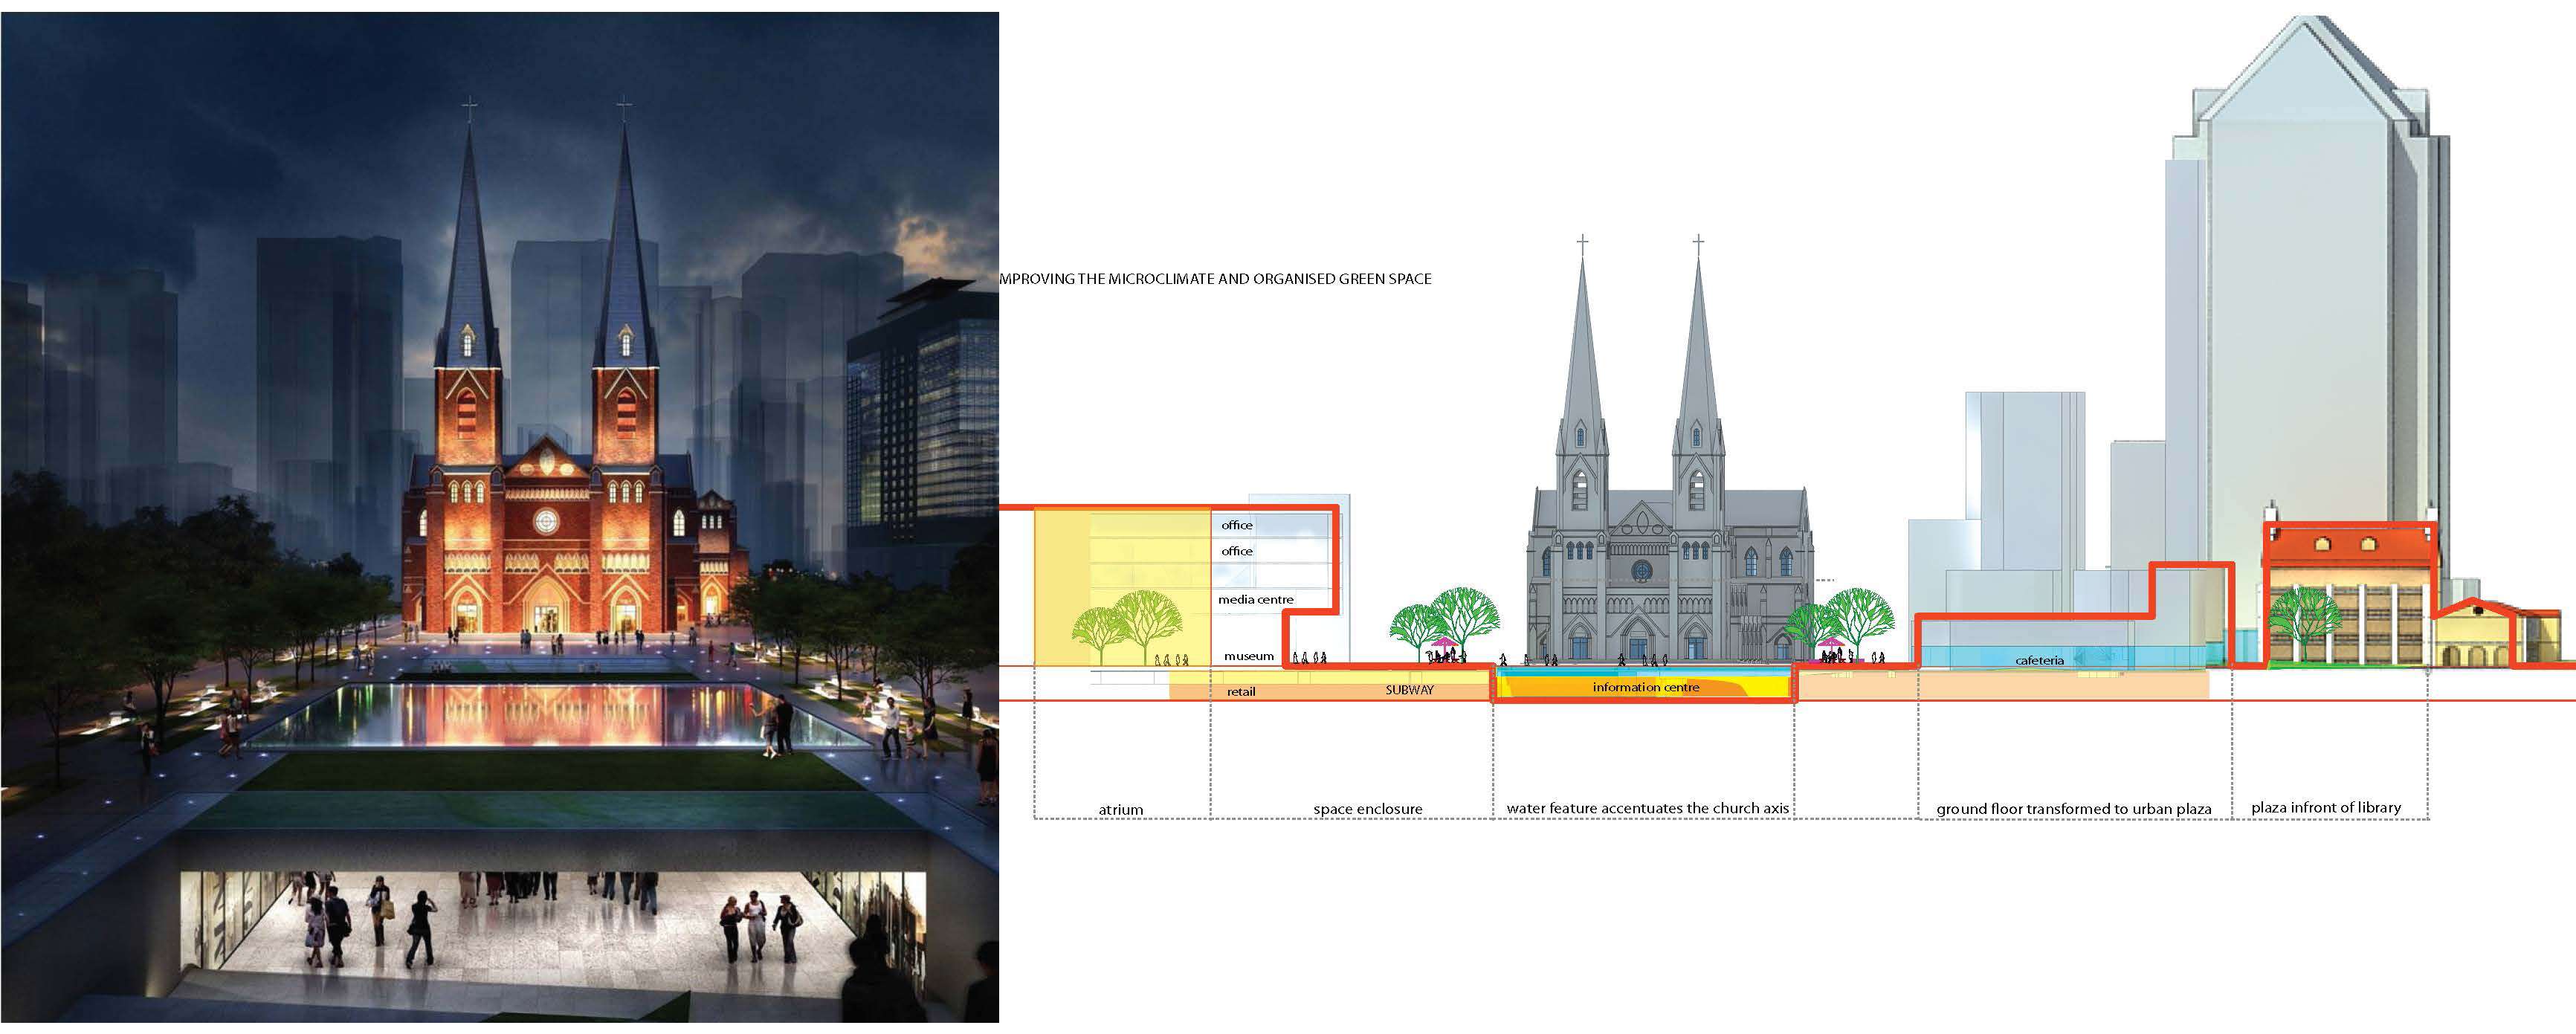 MPROVING THE MICROCLIMATE AND ORGANISED GREEN SPACE
office
office
media centre
museum
retail
SUBWAY
information centre
cafeteria
atrium
space enclosure
water feature accentuates the church axis
ground floor transformed to urban plaza
plaza infront of library